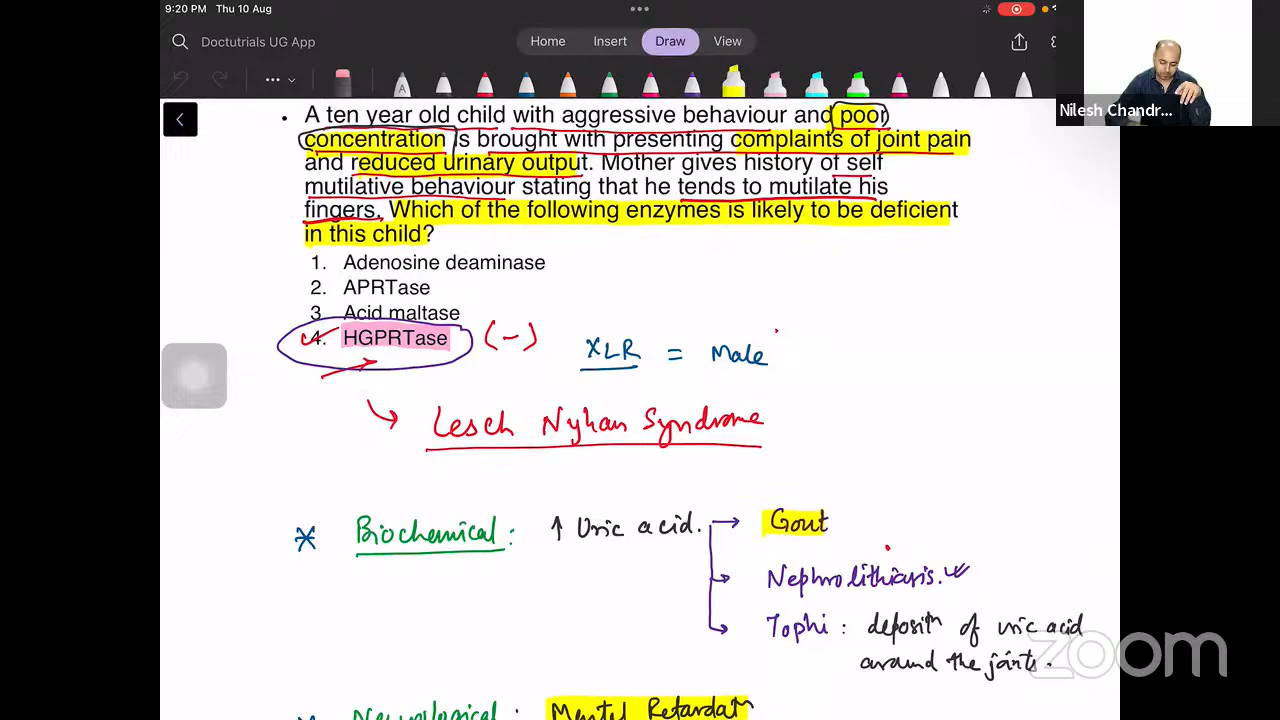 9:20 PM Thu 10 Aug
Doctutrials UG App
Home Insert Draw View
A
Nilesh Chandr...
• A ten year old child with aggressive behaviour and poor
concentration is brought with presenting complaints of joint pain
and reduced urinary output. Mother gives history of self
mutilative behaviour stating that he tends to mutilate his
fingers. Which of the following enzymes is likely to be deficient
in this child?
1. Adenosine deaminase
2. APRTase
3 Acid maltase
4. HGPRTase (-)
XLR = Male
Lesch Nyhan Syndrome
* Biochemical: ↑ Uric acid. → Gout
→ Nephrolithiasis.
→ Tophi: deposith of uric acid
around the joints.
zoom
* Neurological: Mental Retardatn